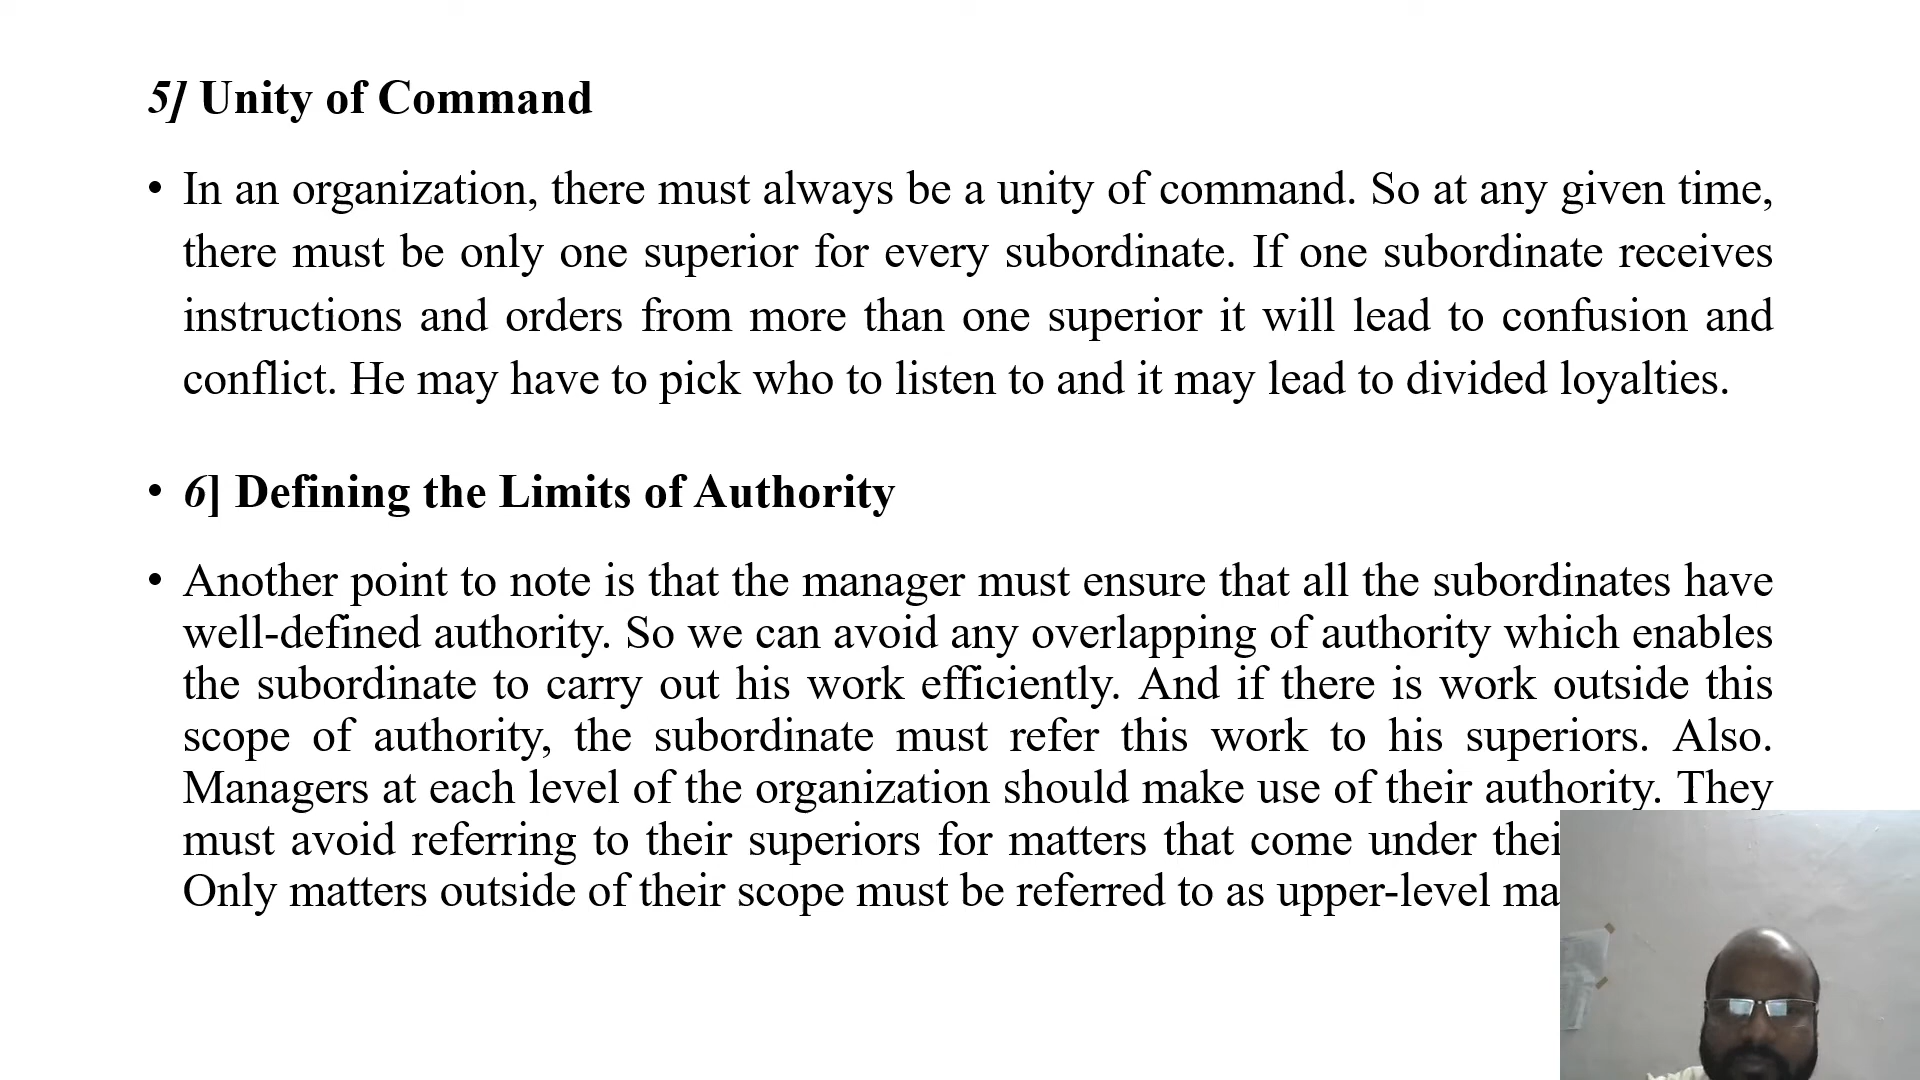 5] Unity of Command
• In an organization, there must always be a unity of command. So at any given time,
there must be only one superior for every subordinate. If one subordinate receives
instructions and orders from more than one superior it will lead to confusion and
conflict. He may have to pick who to listen to and it may lead to divided loyalties.
• 6] Defining the Limits of Authority
• Another point to note is that the manager must ensure that all the subordinates have
well-defined authority. So we can avoid any overlapping of authority which enables
the subordinate to carry out his work efficiently. And if there is work outside this
scope of authority, the subordinate must refer this work to his superiors. Also.
Managers at each level of the organization should make use of their authority. They
must avoid referring to their superiors for matters that come under
Only matters outside of their scope must be referred to as upper-level